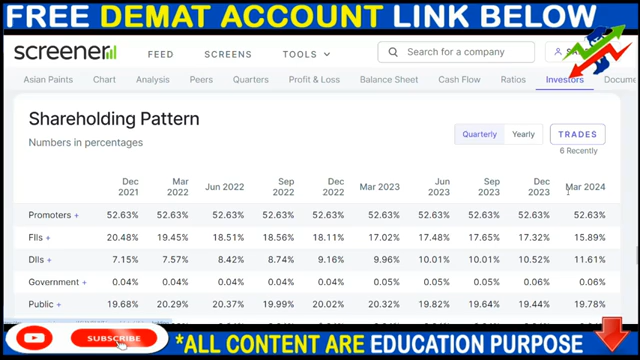 FREE DEMAT ACCOUNT LINK BELOW
screener
FEED SCREENS TOOLS Search for a company
Asian Paints Chart Analysis Peers Quarters Profit & Loss Balance Sheet Cash Flow Ratios Investors
Shareholding Pattern
Numbers in percentages
Quarterly Yearly TRADES
6 Recently
Dec 2021 Mar 2022 Jun 2022 Sep 2022 Dec 2022 Mar 2023 Jun 2023 Sep 2023 Dec 2023 Mar 2024
Promoters + 52.63% 52.63% 52.63% 52.63% 52.63% 52.63% 52.63% 52.63% 52.63% 52.63%
FIIs + 20.48% 19.45% 18.51% 18.56% 18.11% 17.02% 17.48% 17.65% 17.32% 15.89%
DIIs + 7.15% 7.57% 8.42% 8.74% 9.16% 9.96% 10.01% 10.01% 10.52% 11.61%
Government + 0.04% 0.04% 0.04% 0.04% 0.04% 0.04% 0.04% 0.05% 0.06% 0.06%
Public + 19.68% 20.29% 20.37% 19.99% 20.02% 20.32% 19.82% 19.64% 19.44% 19.78%
SUBSCRIBE
*ALL CONTENT ARE EDUCATION PURPOSE